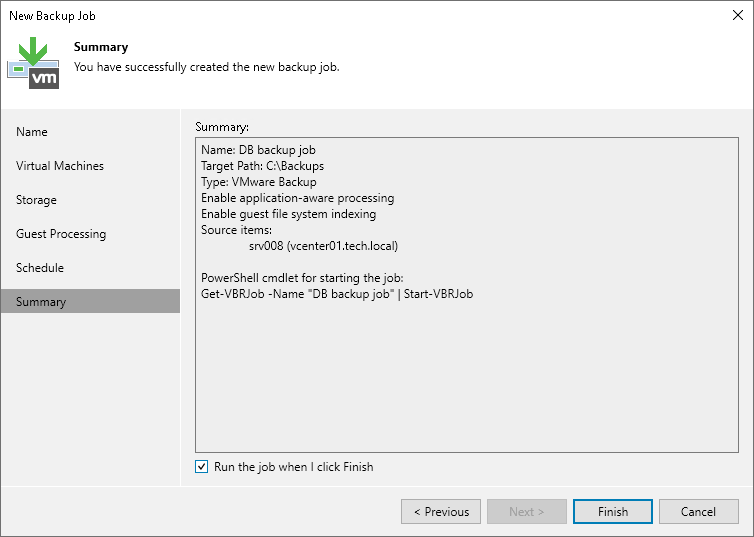 New Backup Job
Summary
You have successfully created the new backup job.
vm
Name
Virtual Machines
Storage
Guest Processing
Schedule
Summary
Summary:
Name: DB backup job
Target Path: C:\Backups
Type: VMware Backup
Enable application-aware processing
Enable guest file system indexing
Source items:
srv008 (vcenter01.tech.local)
PowerShell cmdlet for starting the job:
Get-VBRJob -Name "DB backup job" | Start-VBRJob
Run the job when I click Finish
< Previous
Next >
Finish
Cancel